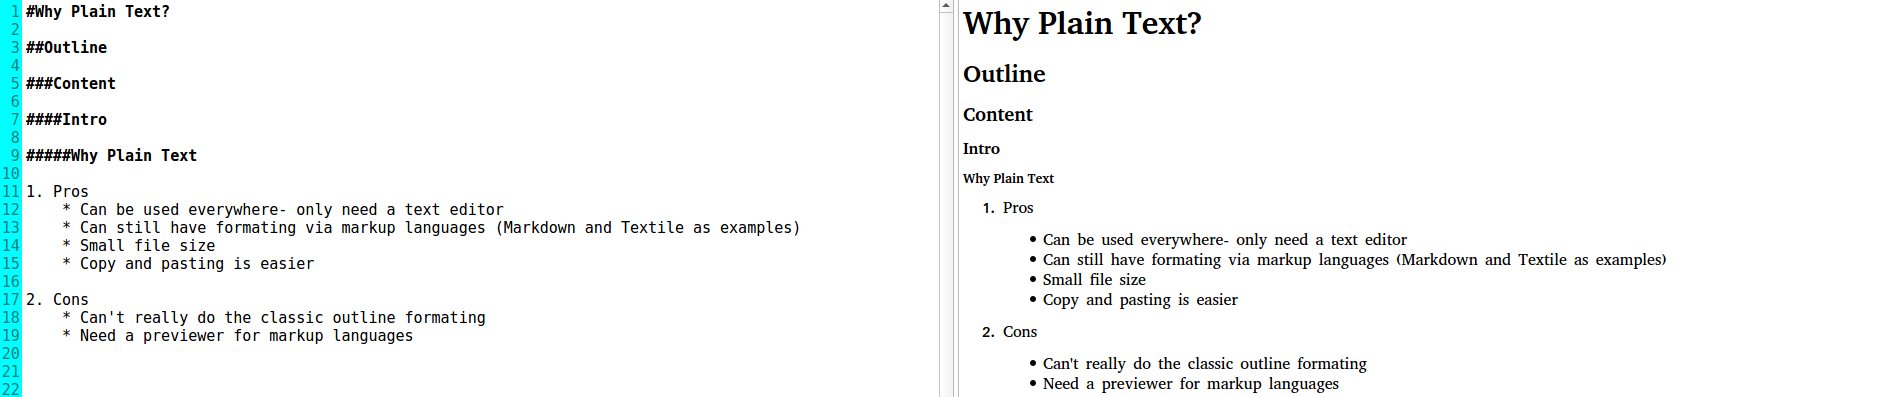 1 #Why Plain Text?
2
3 ##Outline
4
5 ###Content
6
7 ####Intro
8
9 #####Why Plain Text
10
11 1. Pros
12     * Can be used everywhere- only need a text editor
13     * Can still have formating via markup languages (Markdown and Textile as examples)
14     * Small file size
15     * Copy and pasting is easier
16
17 2. Cons
18     * Can't really do the classic outline formating
19     * Need a previewer for markup languages
20
21
22
Why Plain Text?
Outline
Content
Intro
Why Plain Text
1. Pros
• Can be used everywhere- only need a text editor
• Can still have formating via markup languages (Markdown and Textile as examples)
• Small file size
• Copy and pasting is easier
2. Cons
• Can't really do the classic outline formating
• Need a previewer for markup languages